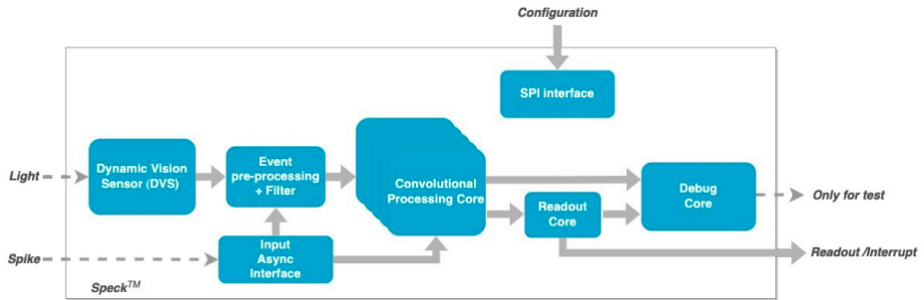 Configuration
SPI interface
Light
Dynamic Vision
Sensor (DVS)
Event
pre-processing
+ Filter
Convolutional
Processing Core
Readout
Core
Debug
Core
Only for test
Spike
Input
Async
Interface
Readout /Interrupt
Speck™